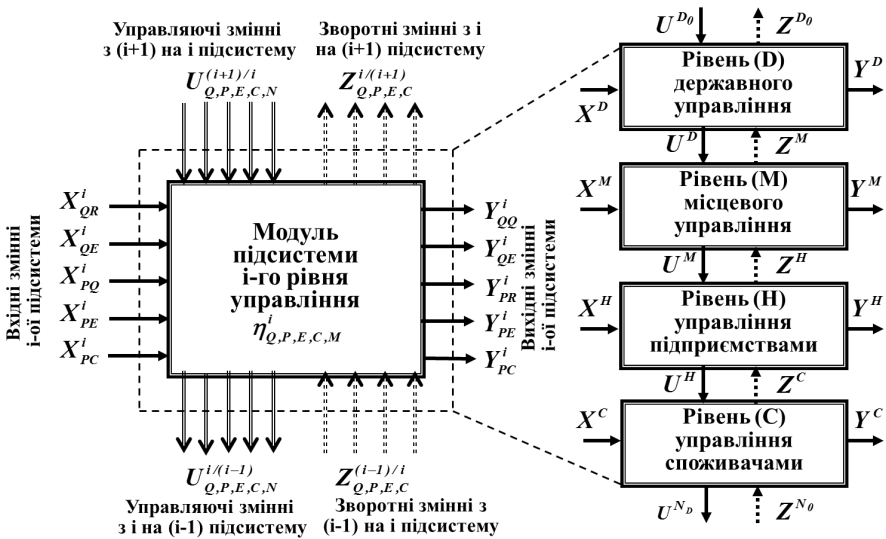 Управляючі змінні
з (i+1) на i підсистему
U^{(i+1)/i}_{Q,P,E,C,N}
Зворотні змінні з i
на (i+1) підсистему
Z^{i/(i+1)}_{Q,P,E,C}
Вхідні змінні
i-ої підсистеми
X^i_{QR}
X^i_{QE}
X^i_{PQ}
X^i_{PE}
X^i_{PC}
Модуль
підсистеми
i-го рівня
управління
η^i_{Q,P,E,C,M}
Y^i_{QQ}
Y^i_{QE}
Y^i_{PR}
Y^i_{PE}
Y^i_{PC}
Вихідні змінні
i-ої підсистеми
U^{i/(i-1)}_{Q,P,E,C,N}
Управляючі змінні
з i на (i-1) підсистему
Z^{(i-1)/i}_{Q,P,E,C}
Зворотні змінні з
(i-1) на i підсистему
U^{D_0}
Z^{D_0}
X^D
Рівень (D)
державного
управління
Y^D
U^D
Z^M
X^M
Рівень (M)
місцевого
управління
Y^M
U^M
Z^H
X^H
Рівень (H)
управління
підприємствами
Y^H
U^H
Z^C
X^C
Рівень (C)
управління
споживачами
Y^C
U^{N_D}
Z^{N_0}